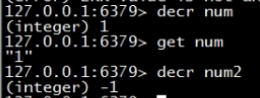 127.0.0.1:6379> decr num
(integer) 1
127.0.0.1:6379> get num
"1"
127.0.0.1:6379> decr num2
(integer) -1